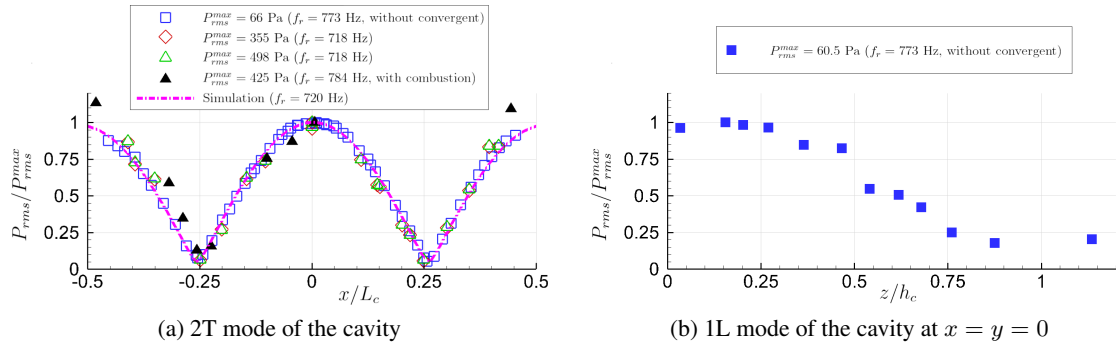 P_{rms}^{max} = 66 Pa (f_r = 773 Hz, without convergent)
P_{rms}^{max} = 355 Pa (f_r = 718 Hz)
P_{rms}^{max} = 498 Pa (f_r = 718 Hz)
P_{rms}^{max} = 425 Pa (f_r = 784 Hz, with combustion)
Simulation (f_r = 720 Hz)
P_{rms}/P_{rms}^{max}
1
0.75
0.5
0.25
0
-0.5 -0.25 0 0.25 0.5
x/L_c
(a) 2T mode of the cavity
P_{rms}^{max} = 60.5 Pa (f_r = 773 Hz, without convergent)
P_{rms}/P_{rms}^{max}
1
0.75
0.5
0.25
0
0 0.25 0.5 0.75 1
z/h_c
(b) 1L mode of the cavity at x = y = 0